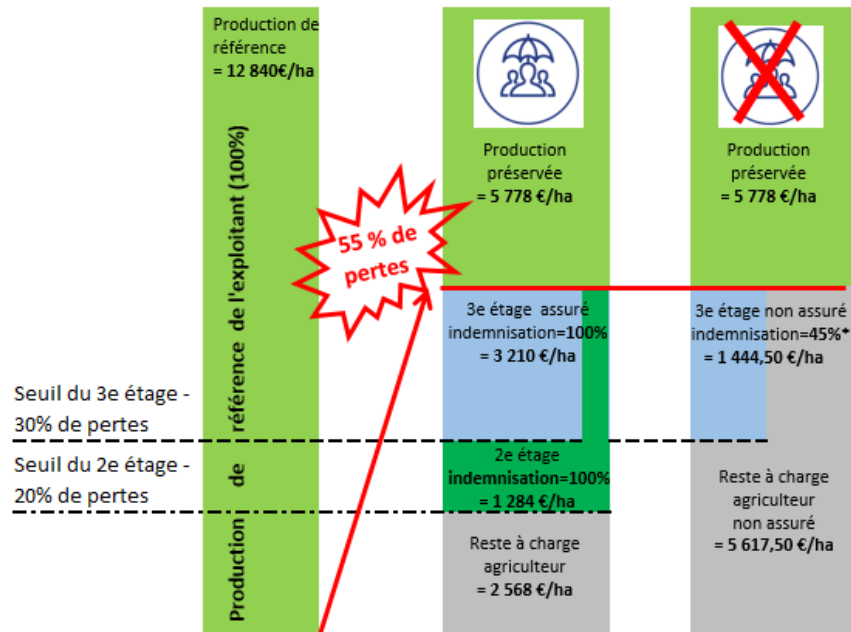 Production de
référence
= 12 840€/ha
Production de référence de l'exploitant (100%)
55 % de
pertes
Seuil du 3e étage -
30% de pertes
Seuil du 2e étage -
20% de pertes
Production
préservée
= 5 778 €/ha
3e étage assuré
indemnisation=100%
= 3 210 €/ha
2e étage
indemnisation=100%
= 1 284 €/ha
Reste à charge
agriculteur
= 2 568 €/ha
Production
préservée
= 5 778 €/ha
3e étage non assuré
indemnisation=45%*
= 1 444,50 €/ha
Reste à charge
agriculteur
non assuré
= 5 617,50 €/ha